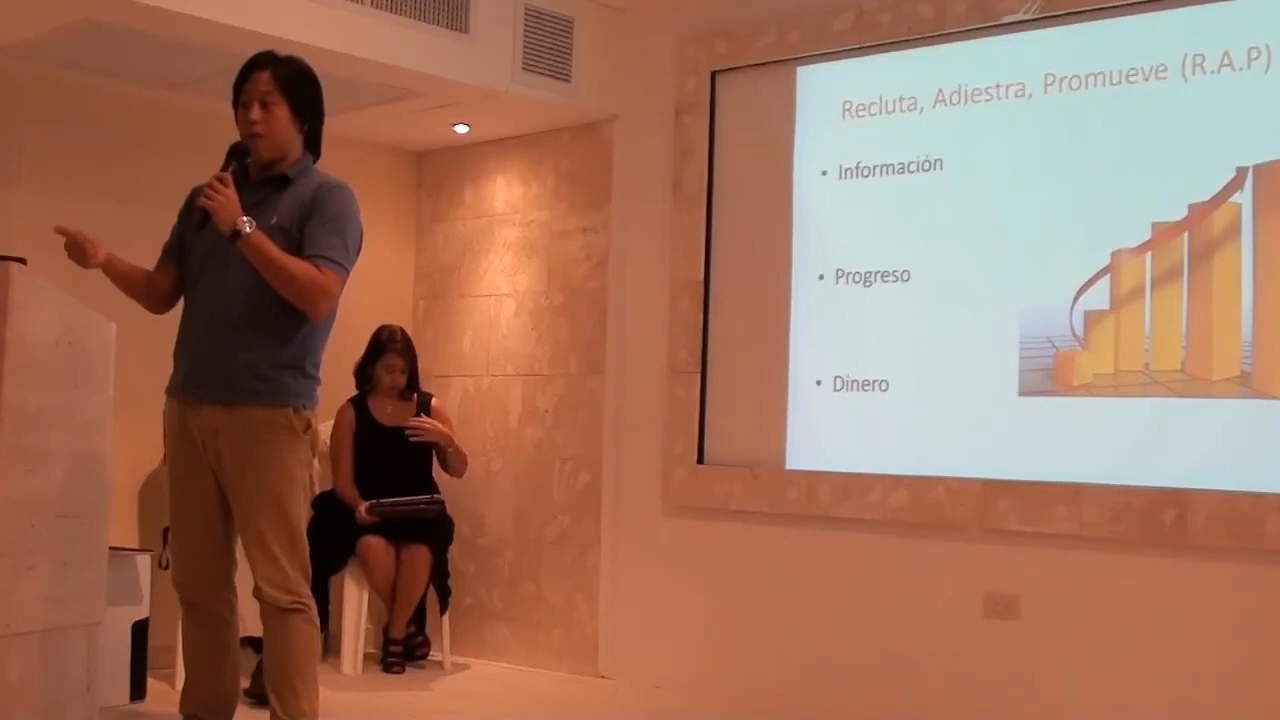 Recluta, Adiestra, Promueve (R.A.P)
• Información
• Progreso
• Dinero